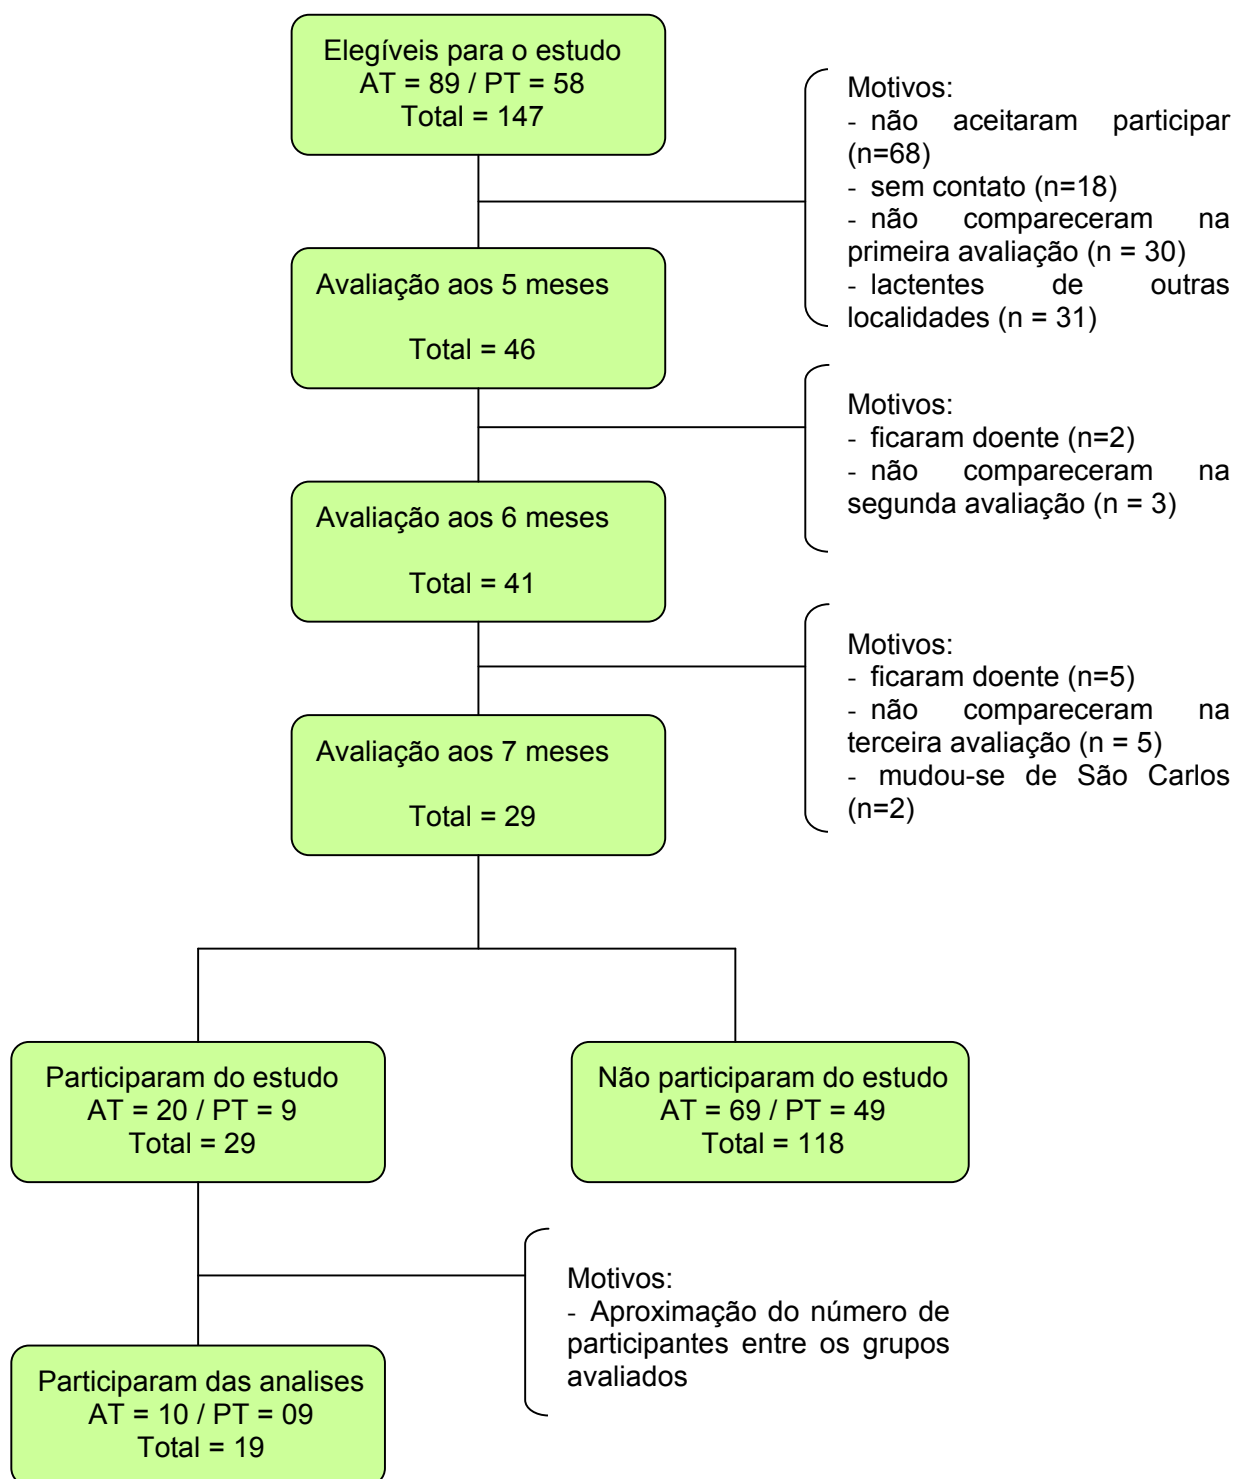 Elegíveis para o estudo
AT = 89 / PT = 58
Total = 147
Motivos:
- não aceitaram participar
(n=68)
- sem contato (n=18)
- não compareceram na
primeira avaliação (n = 30)
- lactentes de outras
localidades (n = 31)
Avaliação aos 5 meses
Total = 46
Motivos:
- ficaram doente (n=2)
- não compareceram na
segunda avaliação (n = 3)
Avaliação aos 6 meses
Total = 41
Motivos:
- ficaram doente (n=5)
- não compareceram na
terceira avaliação (n = 5)
- mudou-se de São Carlos
(n=2)
Avaliação aos 7 meses
Total = 29
Participaram do estudo
AT = 20 / PT = 9
Total = 29
Não participaram do estudo
AT = 69 / PT = 49
Total = 118
Motivos:
- Aproximação do número de
participantes entre os grupos
avaliados
Participaram das analises
AT = 10 / PT = 09
Total = 19